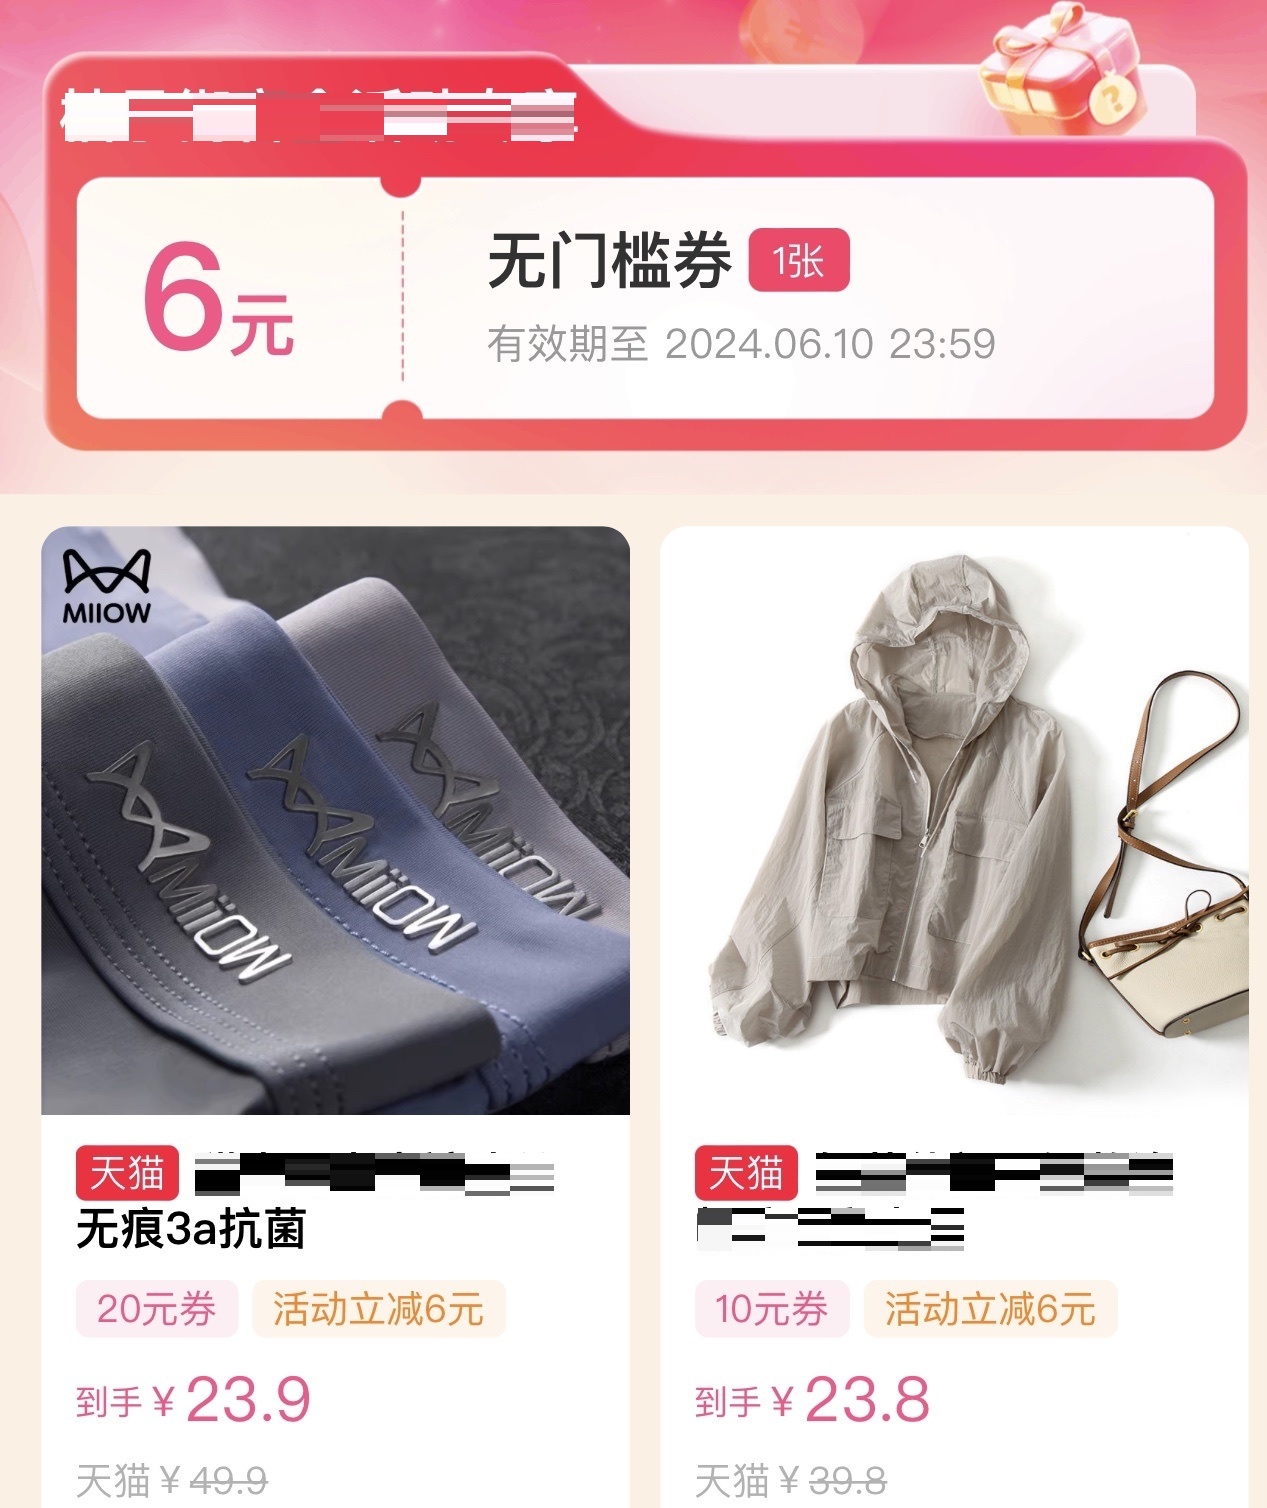 6元
无门槛券 1张
有效期至 2024.06.10 23:59
MIIOW
MiiOW
MiiOW
MiiOW
天猫
无痕3a抗菌
20元券 活动立减6元
到手¥23.9
天猫¥49.9
天猫
10元券 活动立减6元
到手¥23.8
天猫¥39.8